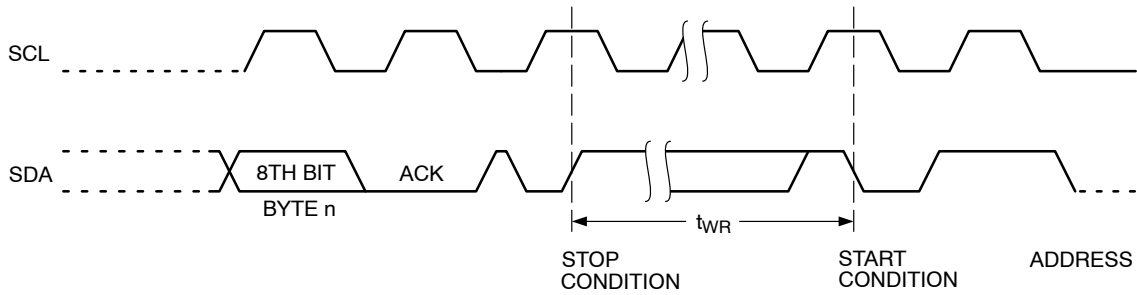 SCL
SDA
8TH BIT
ACK
BYTE n
tWR
STOP
CONDITION
START
CONDITION
ADDRESS